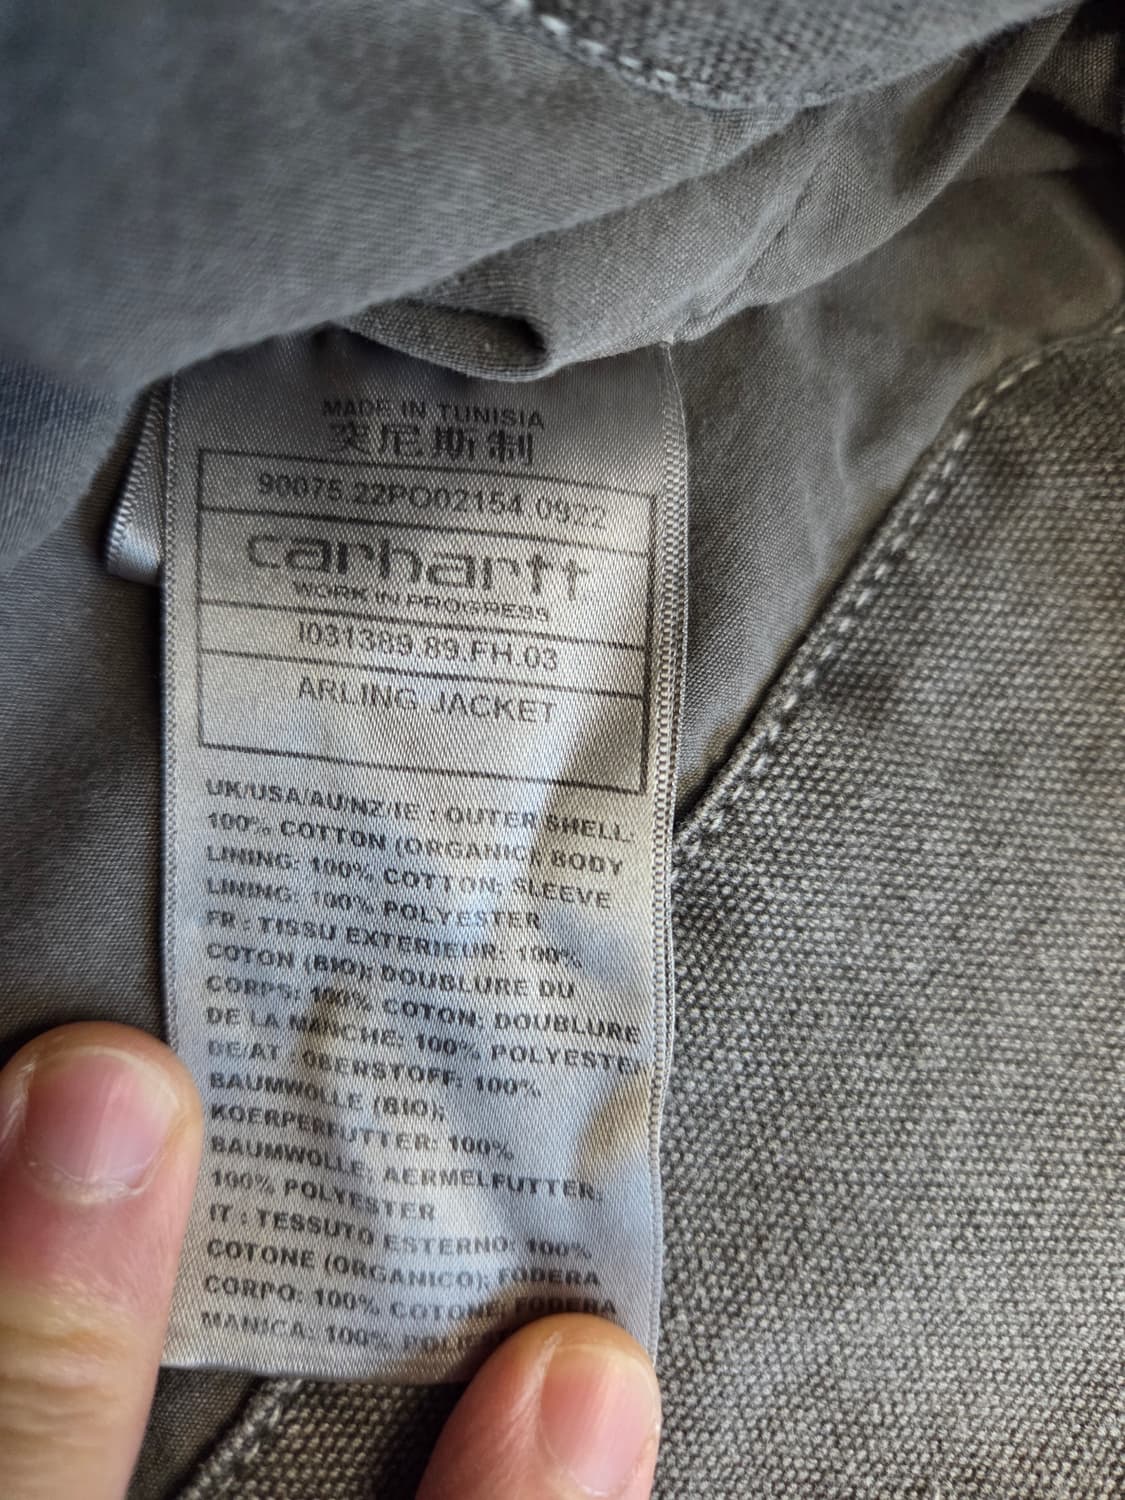 MADE IN TUNISIA
突尼斯制
90075.22PO02154 0922
carhartt
WORK IN PROGRESS
I031389.89.FH.03
ARLING JACKET
UK/USA/AU/NZ/IE : OUTER SHELL:
100% COTTON (ORGANIC); BODY
LINING: 100% COTTON; SLEEVE
LINING: 100% POLYESTER
FR : TISSU EXTERIEUR: 100%
COTON (BIO); DOUBLURE DU
CORPS: 100% COTON; DOUBLURE
DE LA MANCHE: 100% POLYESTER
DE/AT : OBERSTOFF: 100%
BAUMWOLLE (BIO);
KOERPERFUTTER: 100%
BAUMWOLLE; AERMELFUTTER:
100% POLYESTER
IT : TESSUTO ESTERNO: 100%
COTONE (ORGANICO); FODERA
CORPO: 100% COTONE; FODERA
MANICA: 100%